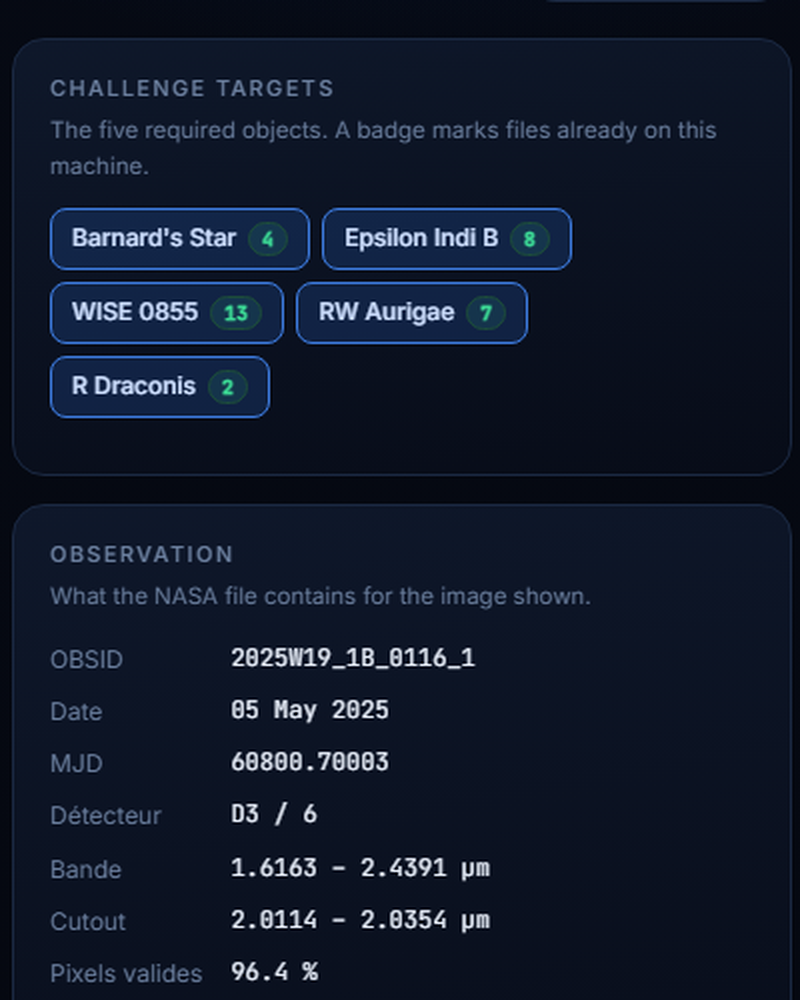 CHALLENGE TARGETS
The five required objects. A badge marks files already on this
machine.
Barnard's Star 4 Epsilon Indi B 8
WISE 0855 13 RW Aurigae 7
R Draconis 2
OBSERVATION
What the NASA file contains for the image shown.
OBSID 2025W19_1B_0116_1
Date 05 May 2025
MJD 60800.70003
Détecteur D3 / 6
Bande 1.6163 – 2.4391 µm
Cutout 2.0114 – 2.0354 µm
Pixels valides 96.4 %